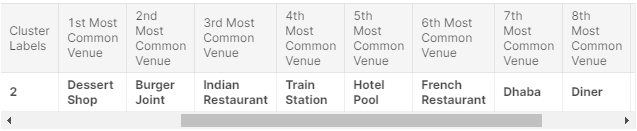 Cluster Labels | 1st Most Common Venue | 2nd Most Common Venue | 3rd Most Common Venue | 4th Most Common Venue | 5th Most Common Venue | 6th Most Common Venue | 7th Most Common Venue | 8th Most Common Venue
2 | Dessert Shop | Burger Joint | Indian Restaurant | Train Station | Hotel Pool | French Restaurant | Dhaba | Diner